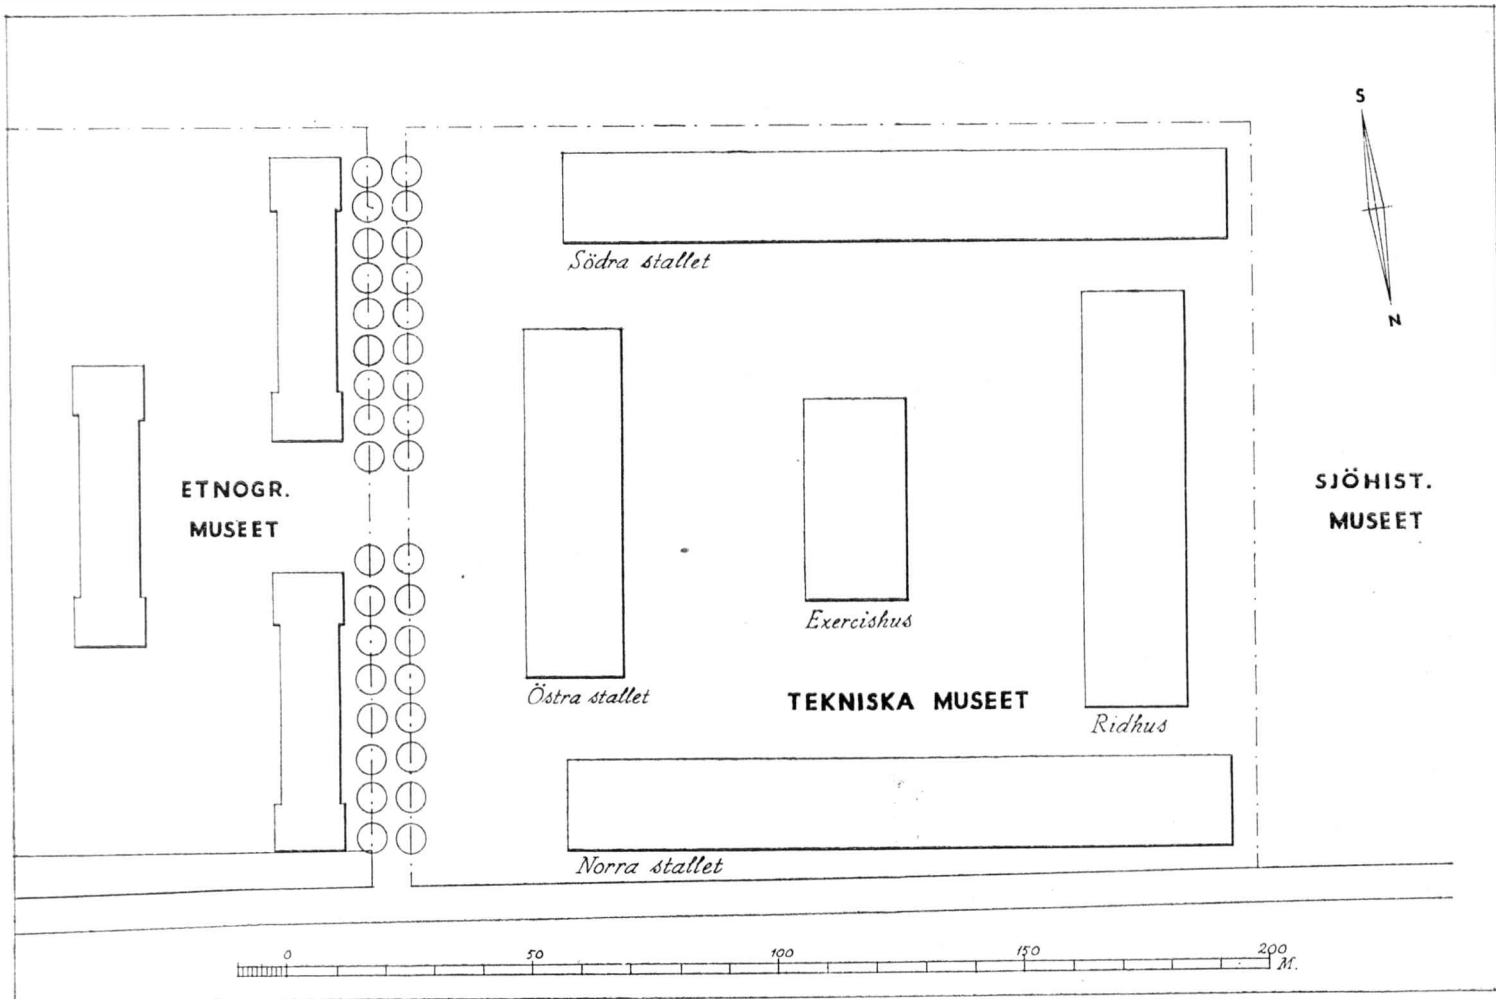 S
Södra stallet
N
ETNOGR.
MUSEET
SJÖHIST.
MUSEET
Exercishus
Östra stallet
TEKNISKA MUSEET
Ridhus
Norra stallet
0 50 100 150 200
M.